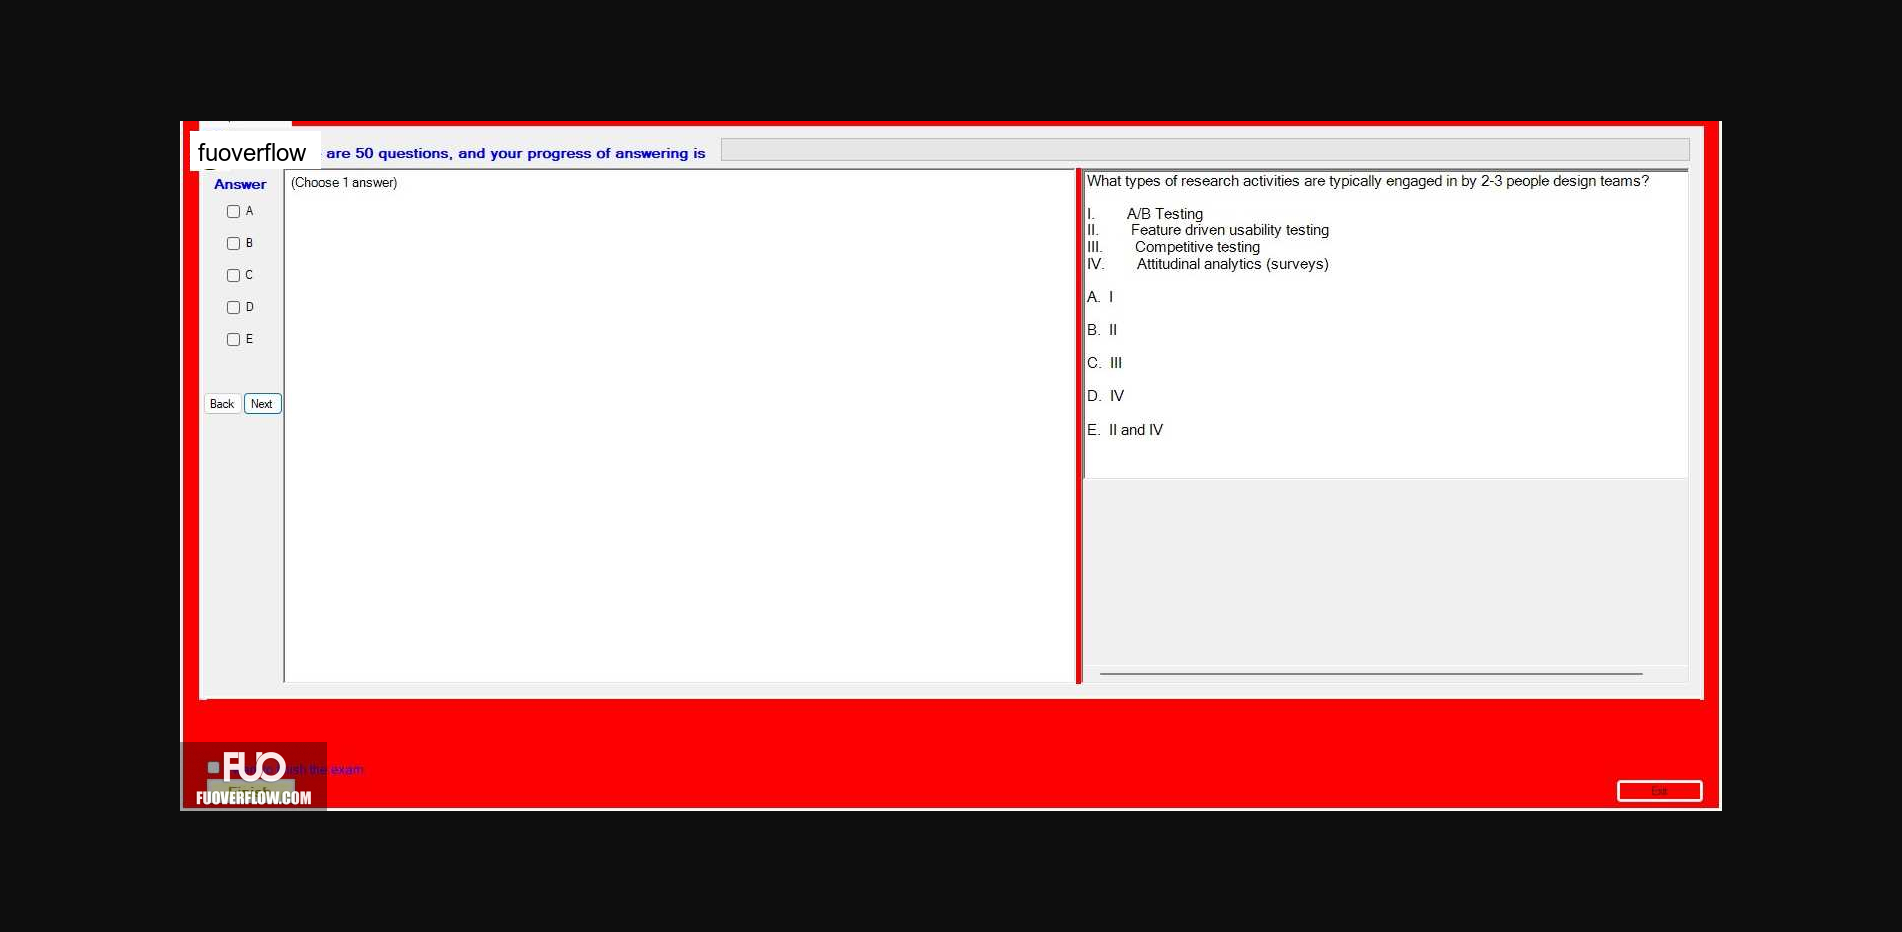 fuoverflow
are 50 questions, and your progress of answering is
Answer
(Choose 1 answer)
A
B
C
D
E
Back Next
What types of research activities are typically engaged in by 2-3 people design teams?
I. A/B Testing
II. Feature driven usability testing
III. Competitive testing
IV. Attitudinal analytics (surveys)
A. I
B. II
C. III
D. IV
E. II and IV
FUO
the exam
Finish
FUOVERFLOW.COM
Exit